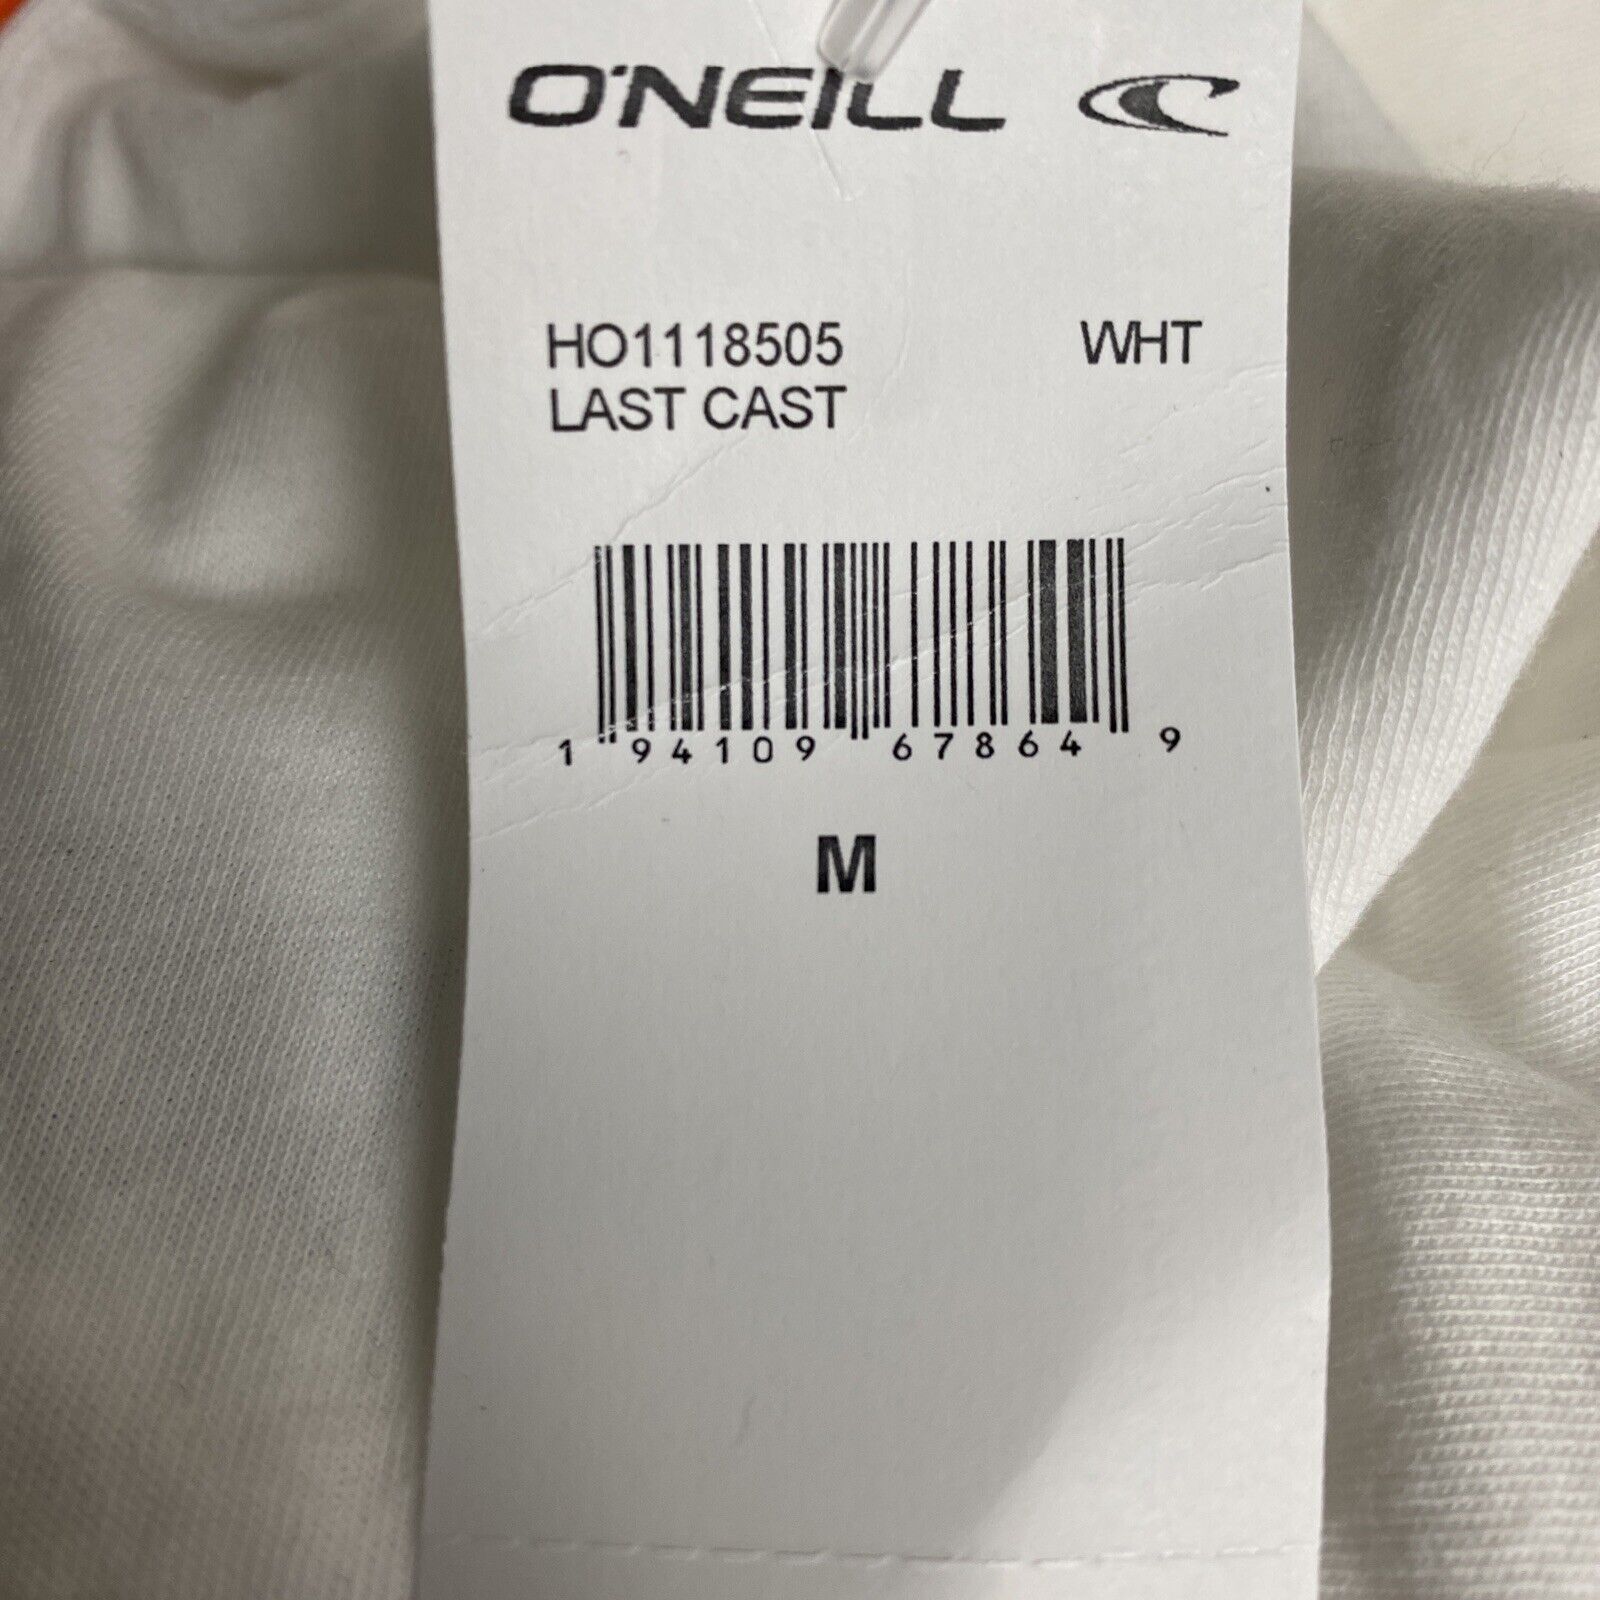 O'NEILL
HO1118505 WHT
LAST CAST
1 94109 67864 9
M